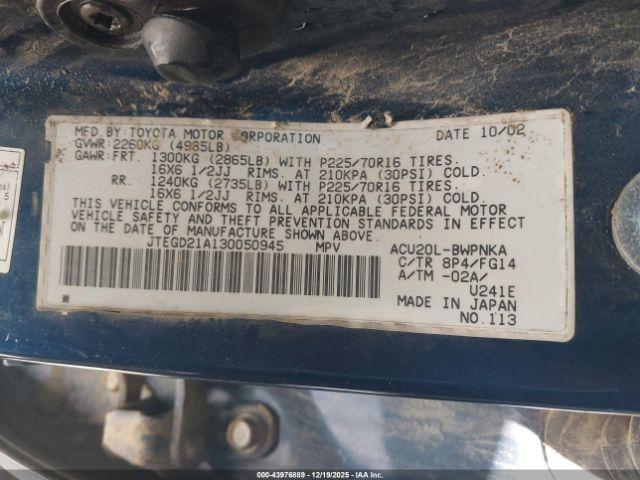 MFD.BY:TOYOTA MOTOR CORPORATION DATE 10/02
GVWR:2260KG (4985LB)
GAWR:FRT. 1300KG (2865LB) WITH P225/70R16 TIRES.
16X6 1/2JJ RIMS. AT 210KPA (30PSI) COLD.
RR. 1240KG (2735LB) WITH P225/70R16 TIRES.
16X6 1/2JJ RIMS. AT 210KPA (30PSI) COLD.
THIS VEHICLE CONFORMS TO ALL APPLICABLE FEDERAL MOTOR
VEHICLE SAFETY AND THEFT PREVENTION STANDARDS IN EFFECT
ON THE DATE OF MANUFACTURE SHOWN ABOVE.
JTEGD21A130050945 MPV ACU20L-BWPNKA
C/TR 8P4/FG14
A/TM -02A/
U241E
MADE IN JAPAN
NO.113
000-43976889 - 12/19/2025 - COPART.COM